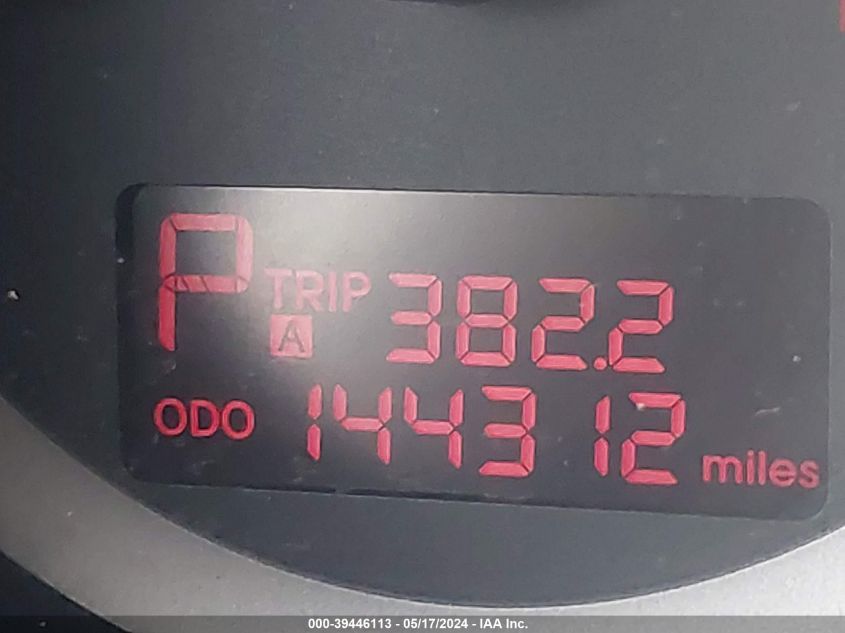 P TRIP 382.2
A
ODO 144312 miles
000-39446113 - 05/17/2024 - IAA Inc.